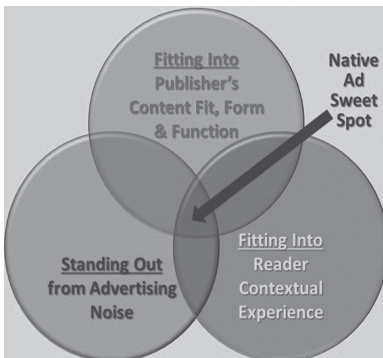 Fitting Into
Publisher's
Content Fit, Form
& Function
Native
Ad
Sweet
Spot
Standing Out
from Advertising
Noise
Fitting Into
Reader
Contextual
Experience